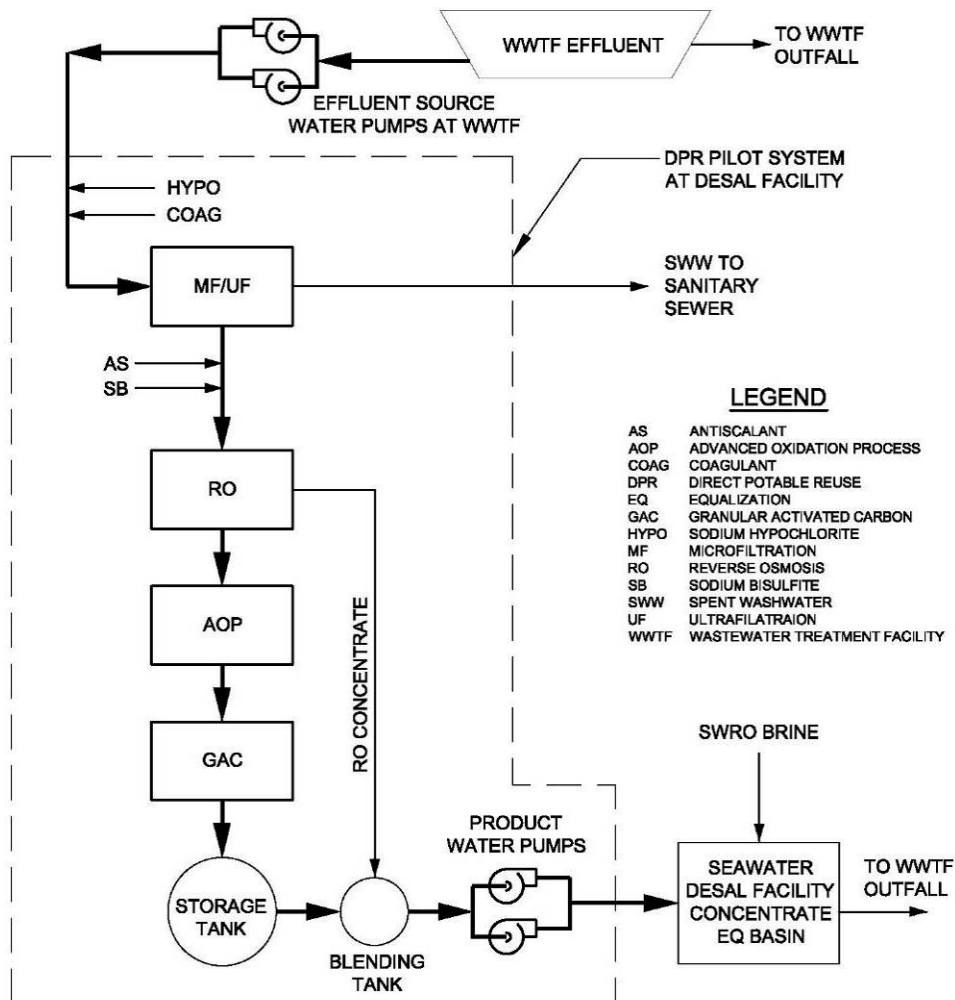 WWTF EFFLUENT
TO WWTF
OUTFALL
EFFLUENT SOURCE
WATER PUMPS AT WWTF
DPR PILOT SYSTEM
AT DESAL FACILITY
HYPO
COAG
MF/UF
SWW TO
SANITARY
SEWER
AS
SB
RO
AOP
GAC
RO CONCENTRATE
STORAGE
TANK
BLENDING
TANK
PRODUCT
WATER PUMPS
LEGEND
AS ANTISCALANT
AOP ADVANCED OXIDATION PROCESS
COAG COAGULANT
DPR DIRECT POTABLE REUSE
EQ EQUALIZATION
GAC GRANULAR ACTIVATED CARBON
HYPO SODIUM HYPOCHLORITE
MF MICROFILTRATION
RO REVERSE OSMOSIS
SB SODIUM BISULFITE
SWW SPENT WASHWATER
UF ULTRAFILATRAION
WWTF WASTEWATER TREATMENT FACILITY
SWRO BRINE
SEAWATER
DESAL FACILITY
CONCENTRATE
EQ BASIN
TO WWTF
OUTFALL